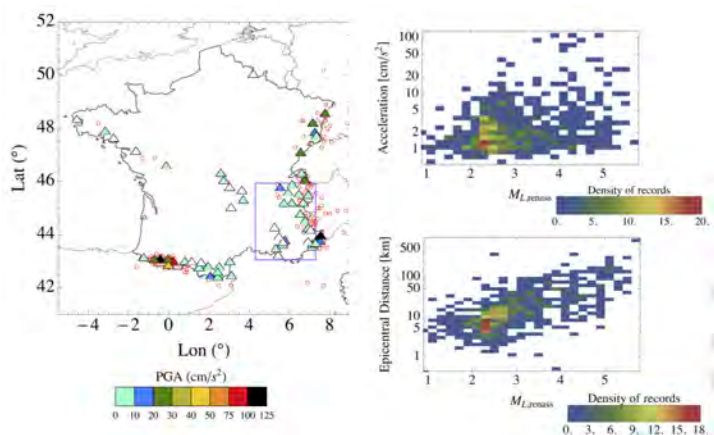 52
50
48
46
44
42
Lat (°)
−4 −2 0 2 4 6 8
Lon (°)
PGA (cm/s²)
0 10 20 30 40 50 75 100 125
100
50
20
10
5
2
1
Acceleration [cm/s²]
1 2 3 4 5
M_L,renass
Density of records
0. 5. 10. 15. 20.
500
100
50
10
5
1
Epicentral Distance [km]
1 2 3 4 5
M_L,renass
Density of records
0. 3. 6. 9. 12. 15. 18.